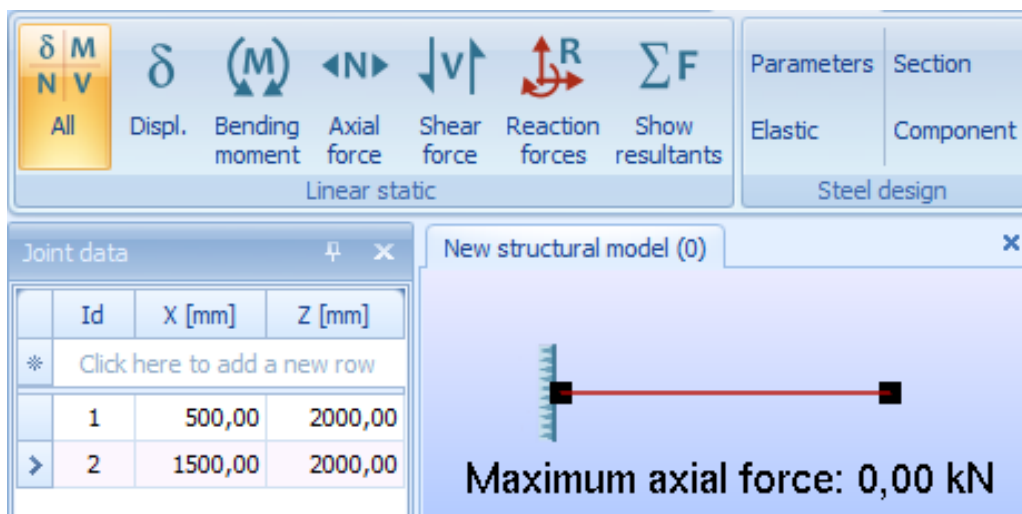 δ M
N V
All
δ
Displ.
(M)
Bending
moment
N
Axial
force
V
Shear
force
R
Reaction
forces
∑F
Show
resultants
Linear static
Parameters
Section
Elastic
Component
Steel design
Joint data
New structural model (0)
Id X [mm] Z [mm]
Click here to add a new row
1 500,00 2000,00
2 1500,00 2000,00
Maximum axial force: 0,00 kN